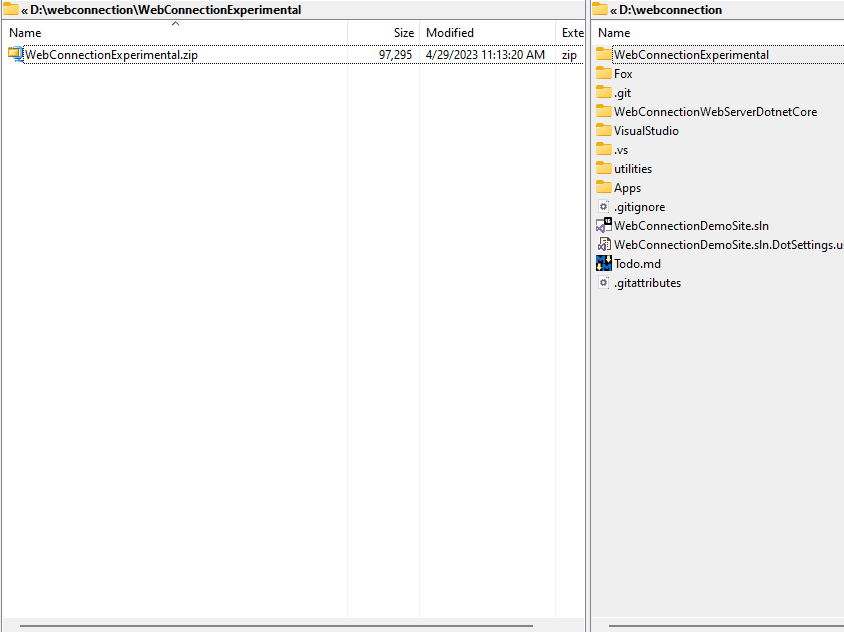 « D:\webconnection\WebConnectionExperimental
Name Size Modified Exte
WebConnectionExperimental.zip 97,295 4/29/2023 11:13:20 AM zip
« D:\webconnection
Name
WebConnectionExperimental
Fox
.git
WebConnectionWebServerDotnetCore
VisualStudio
.vs
utilities
Apps
.gitignore
WebConnectionDemoSite.sln
WebConnectionDemoSite.sln.DotSettings.us
Todo.md
.gitattributes